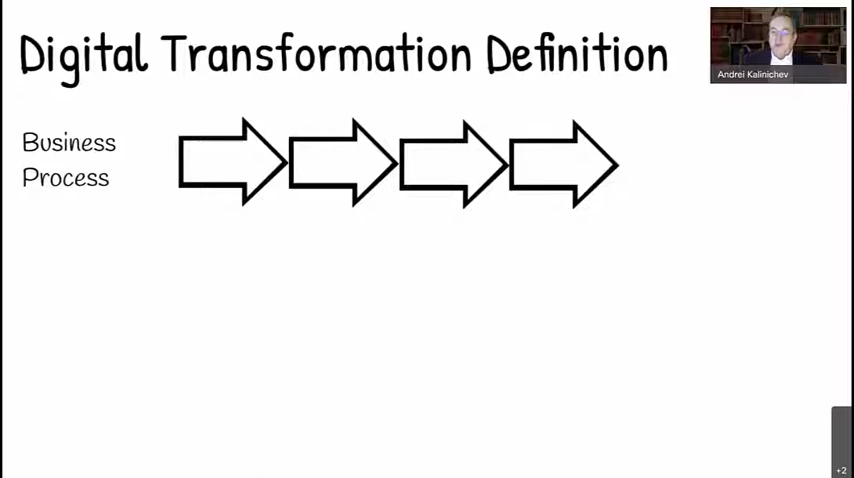 Digital Transformation Definition
Andrei Kalinichev
Business
Process
+2